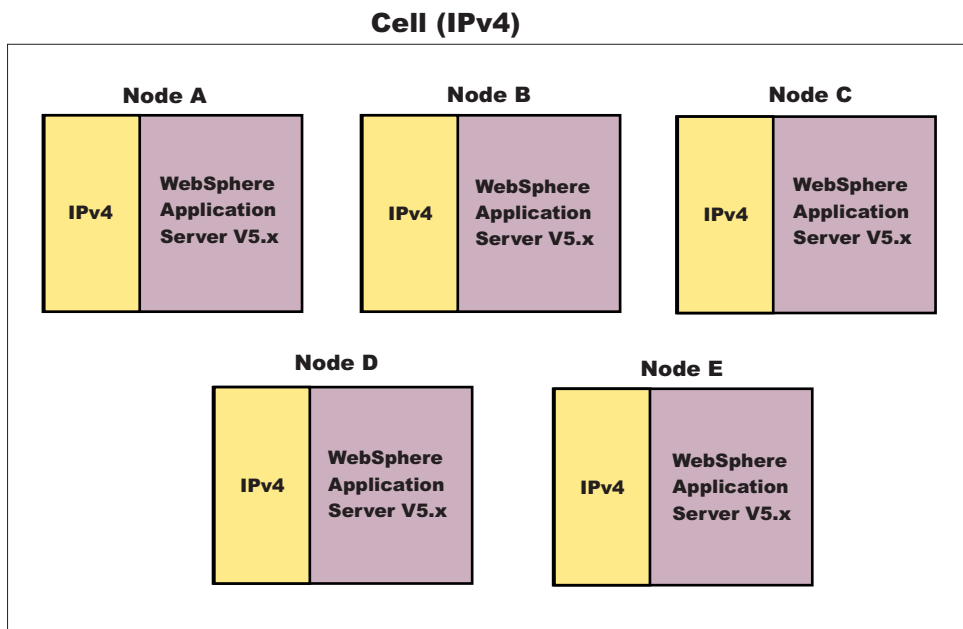 Cell (IPv4)
Node A
IPv4
WebSphere
Application
Server V5.x
Node B
IPv4
WebSphere
Application
Server V5.x
Node C
IPv4
WebSphere
Application
Server V5.x
Node D
IPv4
WebSphere
Application
Server V5.x
Node E
IPv4
WebSphere
Application
Server V5.x